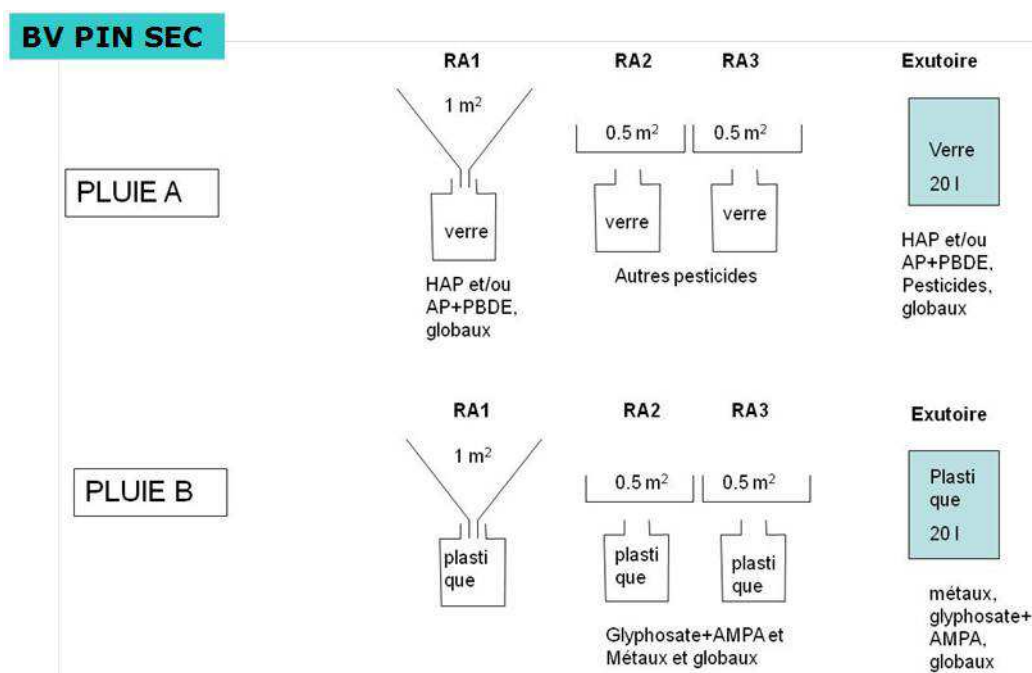 BV PIN SEC
RA1 RA2 RA3 Exutoire
1 m²
0.5 m² 0.5 m²
PLUIE A
verre
verre
verre
Verre
20 l
HAP et/ou
AP+PBDE,
globaux
Autres pesticides
HAP et/ou
AP+PBDE,
Pesticides,
globaux
RA1 RA2 RA3 Exutoire
1 m²
0.5 m² 0.5 m²
PLUIE B
plasti
que
plasti
que
plasti
que
Plasti
que
20 l
Glyphosate+AMPA et
Métaux et globaux
métaux,
glyphosate+
AMPA,
globaux